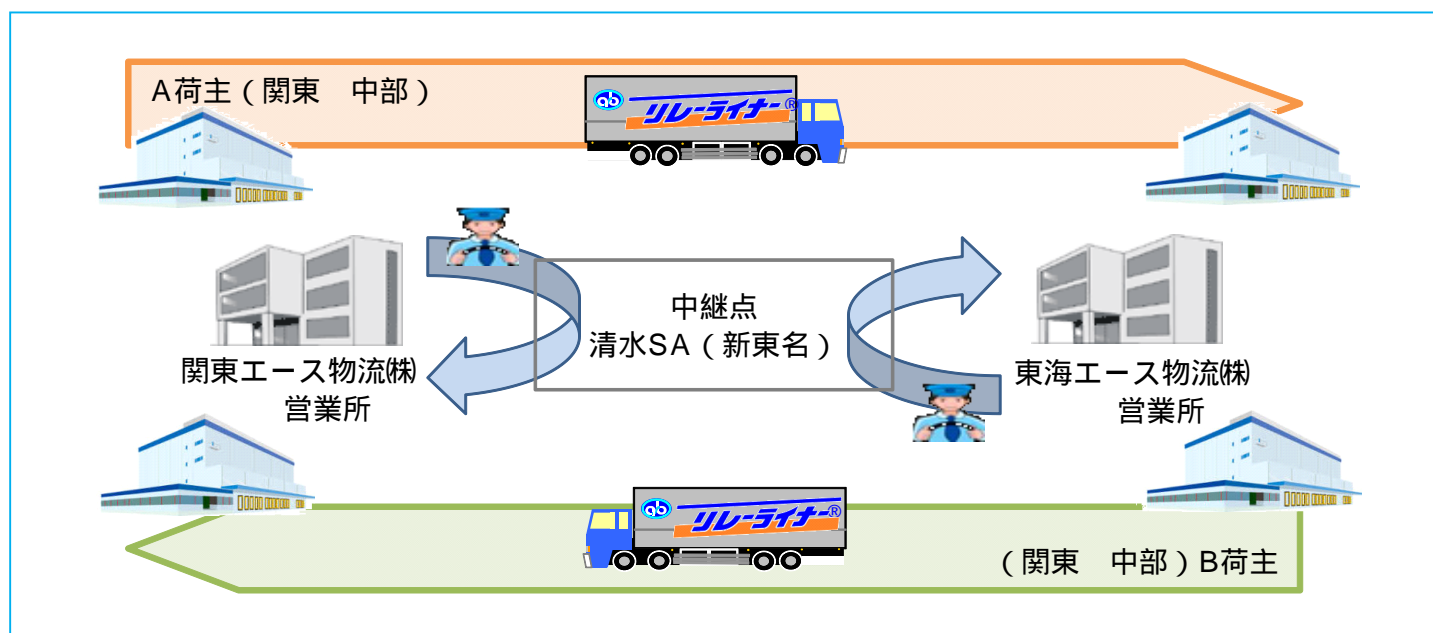 A荷主（関東　中部）
リレーライナー®
中継点
清水SA（新東名）
関東エース物流㈱
営業所
東海エース物流㈱
営業所
リレーライナー®
（関東　中部）B荷主